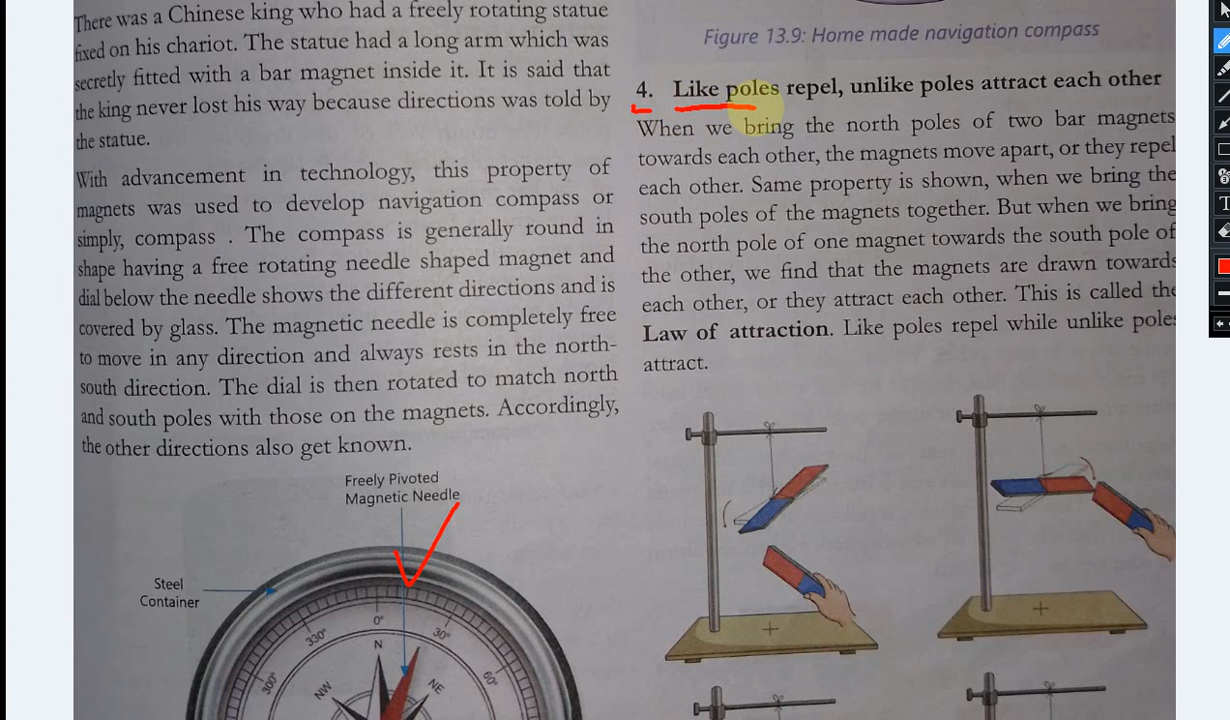 There was a Chinese king who had a freely rotating statue
fixed on his chariot. The statue had a long arm which was
secretly fitted with a bar magnet inside it. It is said that
the king never lost his way because directions was told by
the statue.
With advancement in technology, this property of
magnets was used to develop navigation compass or
simply, compass . The compass is generally round in
shape having a free rotating needle shaped magnet and
dial below the needle shows the different directions and is
covered by glass. The magnetic needle is completely free
to move in any direction and always rests in the north-
south direction. The dial is then rotated to match north
and south poles with those on the magnets. Accordingly,
the other directions also get known.
Freely Pivoted
Magnetic Needle
Steel
Container
0°
330°
30°
300°
60°
N
NW
NE
Figure 13.9: Home made navigation compass
4. Like poles repel, unlike poles attract each other
When we bring the north poles of two bar magnets
towards each other, the magnets move apart, or they repel
each other. Same property is shown, when we bring the
south poles of the magnets together. But when we bring
the north pole of one magnet towards the south pole of
the other, we find that the magnets are drawn towards
each other, or they attract each other. This is called the
Law of attraction. Like poles repel while unlike poles
attract.
T